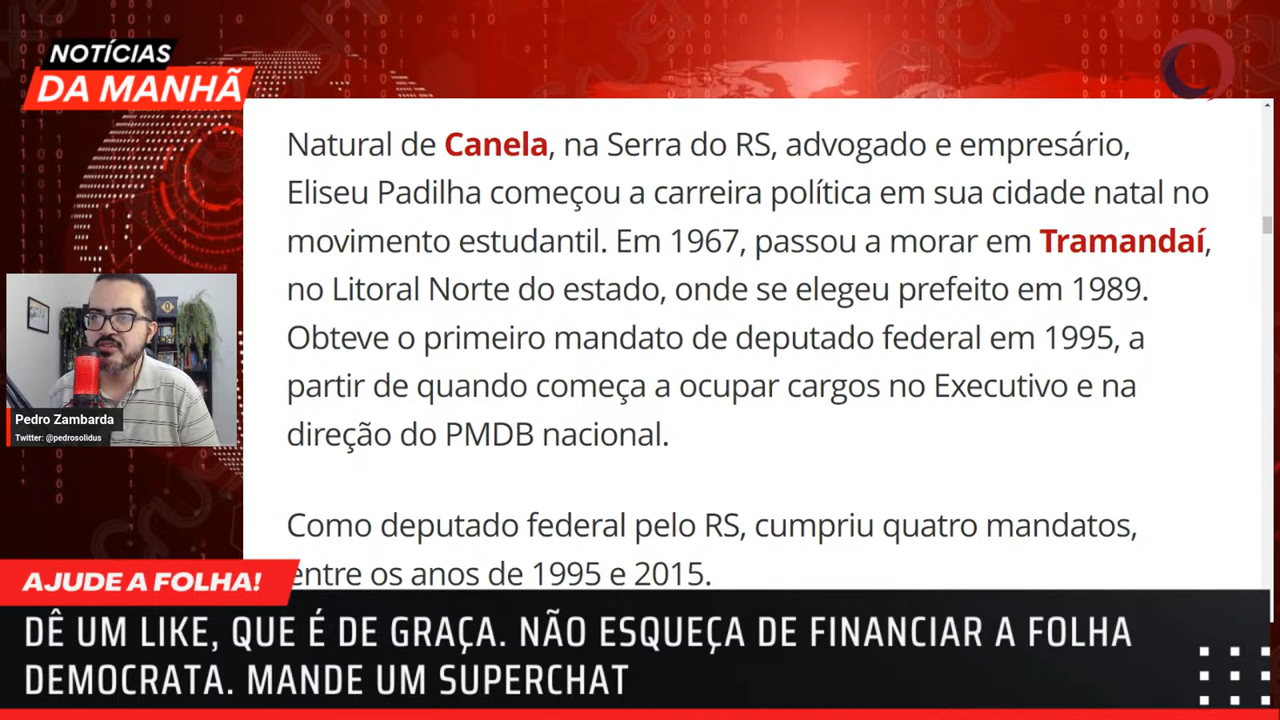 NOTÍCIAS
DA MANHÃ
Natural de Canela, na Serra do RS, advogado e empresário,
Eliseu Padilha começou a carreira política em sua cidade natal no
movimento estudantil. Em 1967, passou a morar em Tramandaí,
no Litoral Norte do estado, onde se elegeu prefeito em 1989.
Obteve o primeiro mandato de deputado federal em 1995, a
partir de quando começa a ocupar cargos no Executivo e na
direção do PMDB nacional.
Como deputado federal pelo RS, cumpriu quatro mandatos,
entre os anos de 1995 e 2015.
Pedro Zambarda
Twitter: @pedrosolidus
AJUDE A FOLHA!
DÊ UM LIKE, QUE É DE GRAÇA. NÃO ESQUEÇA DE FINANCIAR A FOLHA
DEMOCRATA. MANDE UM SUPERCHAT